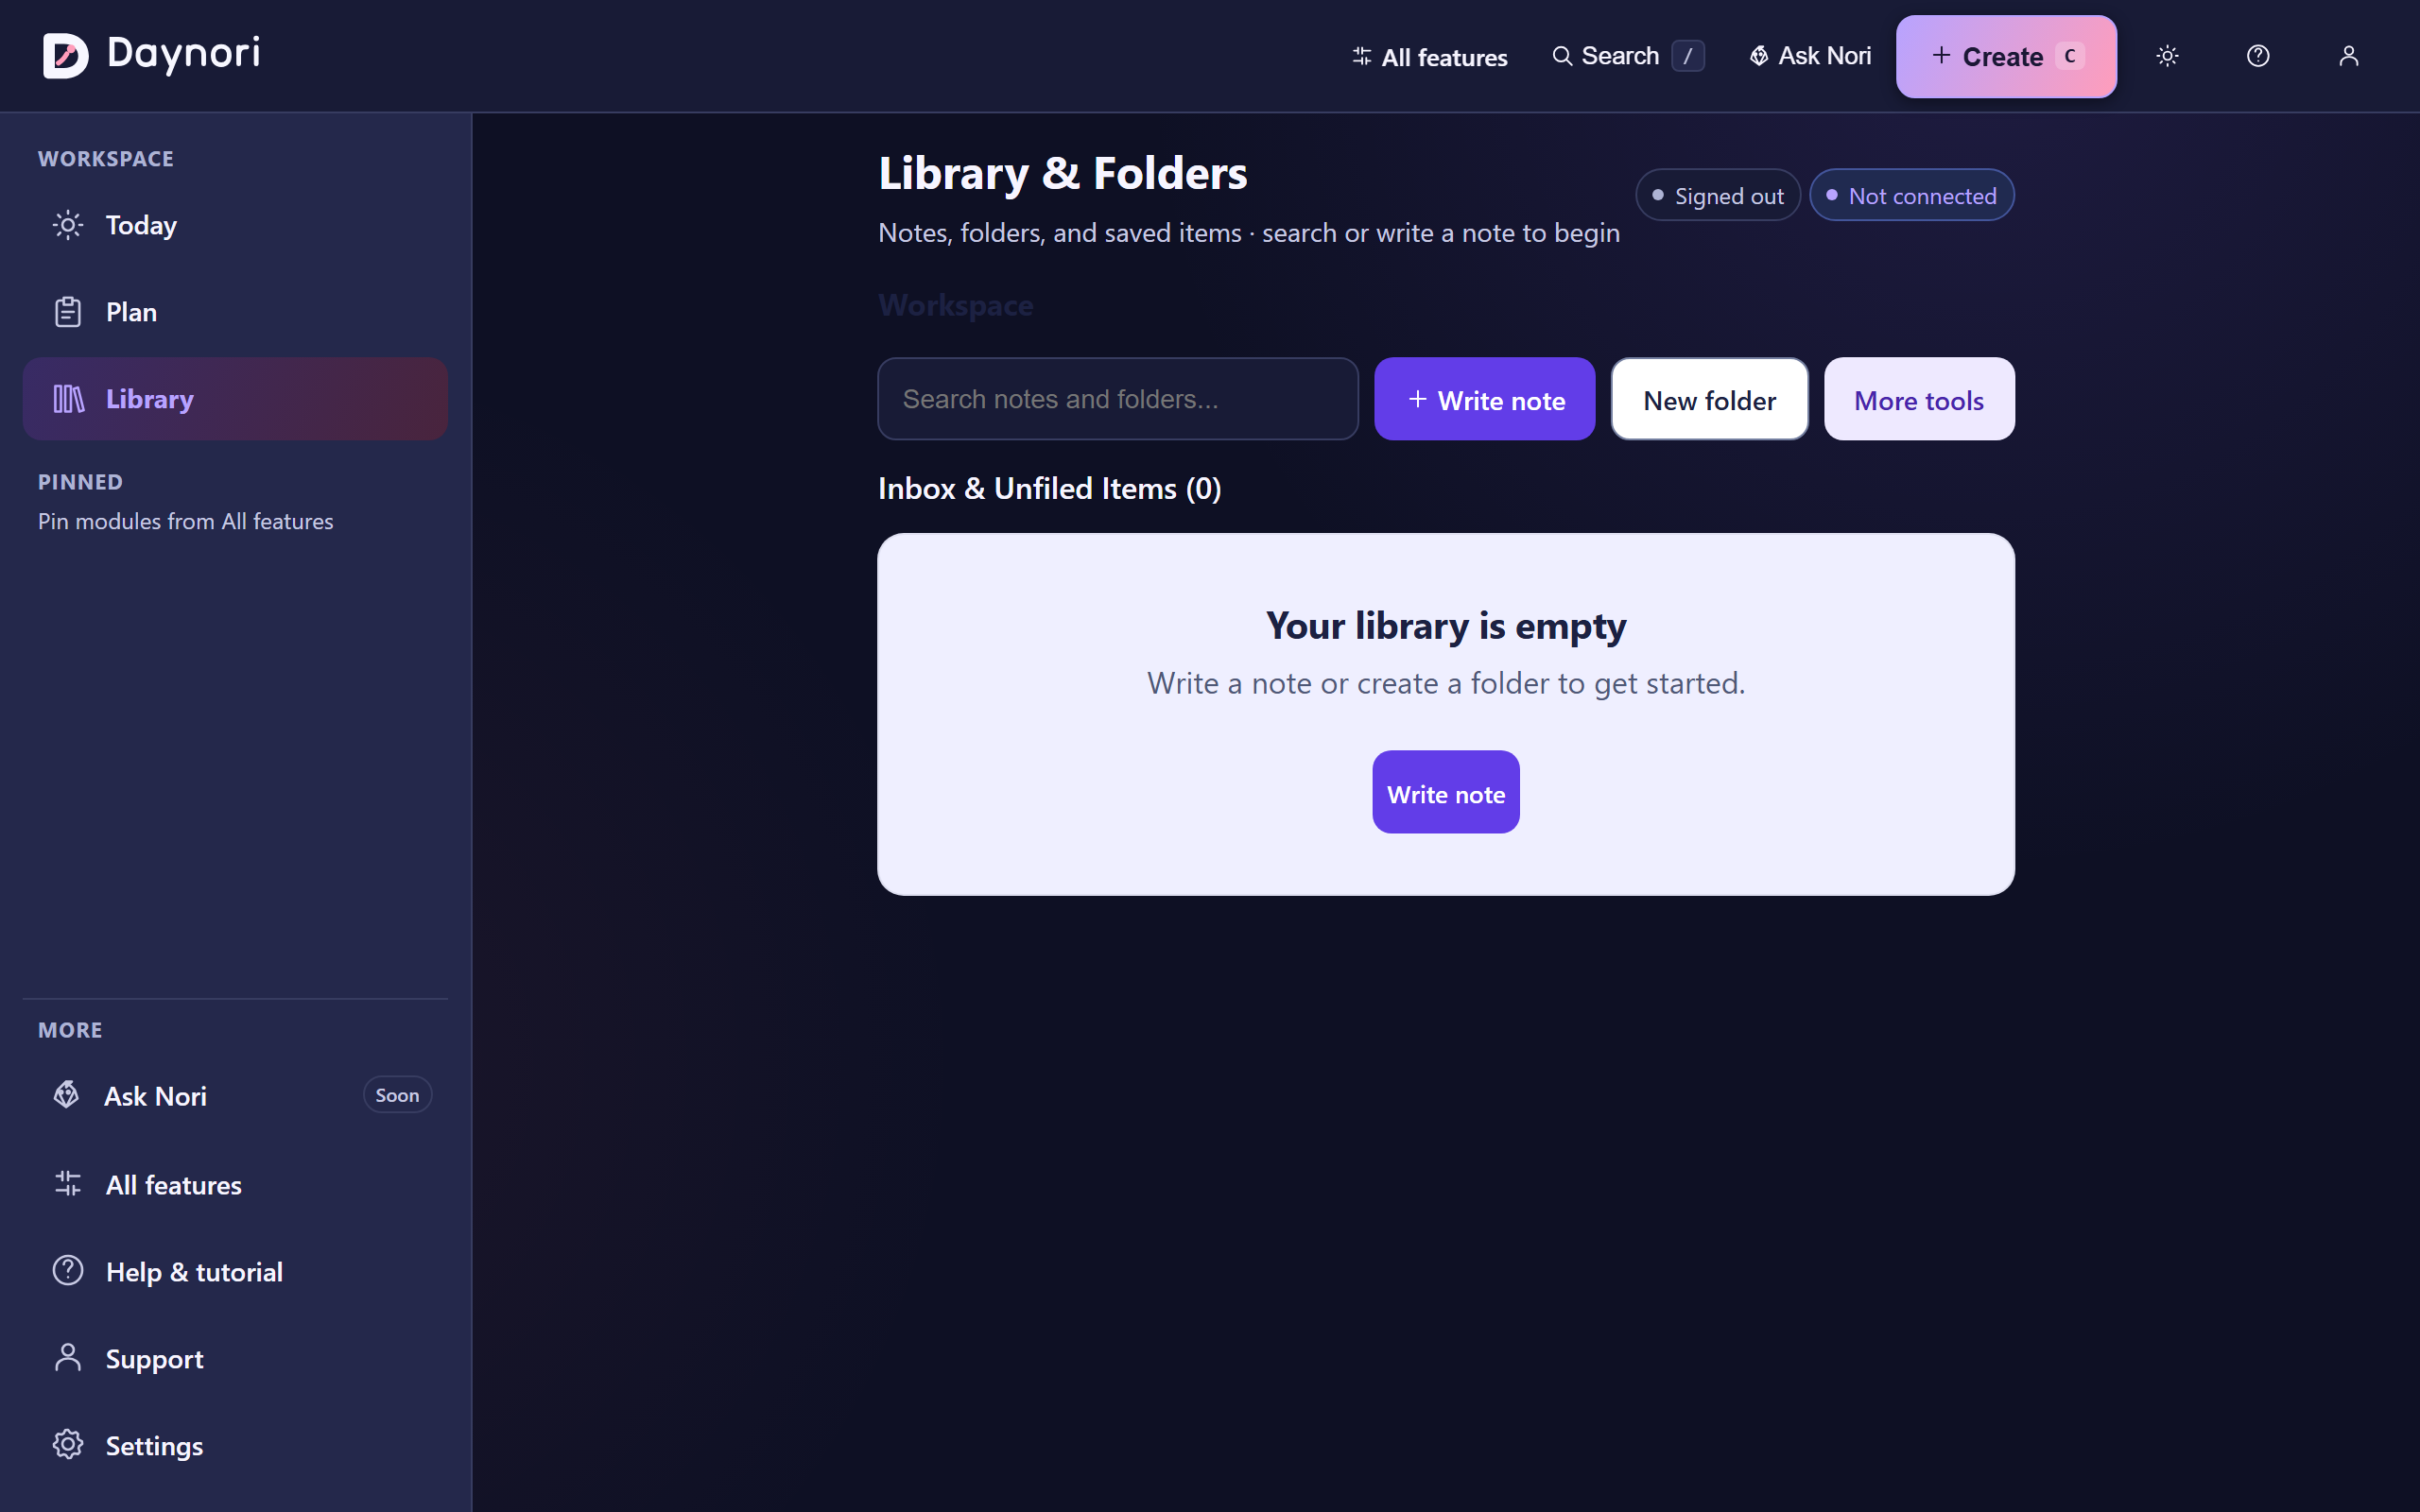 Daynori
All features
Search /
Ask Nori
+ Create C
WORKSPACE
Today
Plan
Library
PINNED
Pin modules from All features
MORE
Ask Nori Soon
All features
Help & tutorial
Support
Settings
Library & Folders
Notes, folders, and saved items · search or write a note to begin
Signed out
Not connected
Workspace
Search notes and folders...
+ Write note
New folder
More tools
Inbox & Unfiled Items (0)
Your library is empty
Write a note or create a folder to get started.
Write note